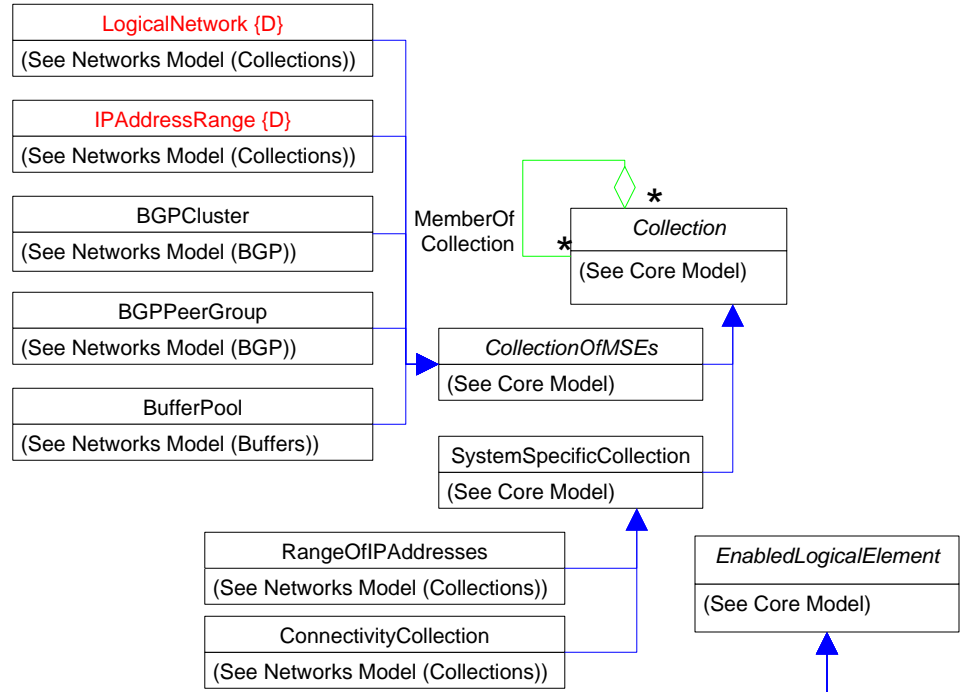 LogicalNetwork {D}
(See Networks Model (Collections))
IPAddressRange {D}
(See Networks Model (Collections))
BGPCluster
(See Networks Model (BGP))
BGPPeerGroup
(See Networks Model (BGP))
BufferPool
(See Networks Model (Buffers))
MemberOf
Collection
*
*
Collection
(See Core Model)
CollectionOfMSEs
(See Core Model)
SystemSpecificCollection
(See Core Model)
RangeOfIPAddresses
(See Networks Model (Collections))
ConnectivityCollection
(See Networks Model (Collections))
EnabledLogicalElement
(See Core Model)